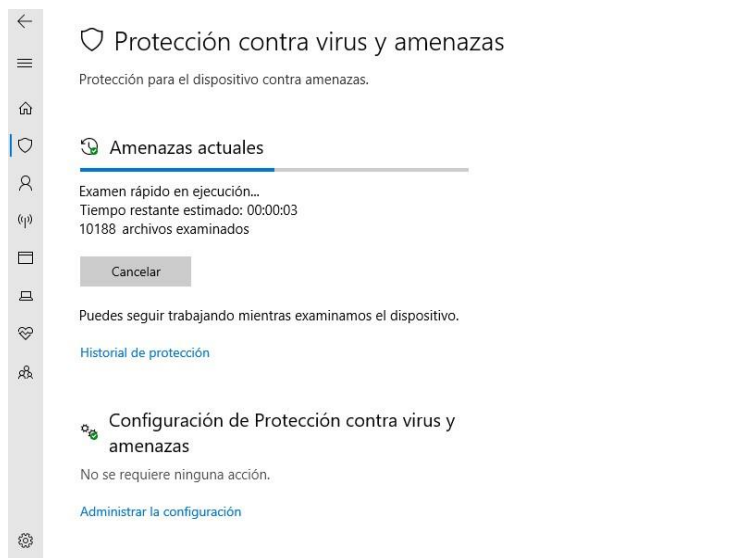 Protección contra virus y amenazas
Protección para el dispositivo contra amenazas.
Amenazas actuales
Examen rápido en ejecución...
Tiempo restante estimado: 00:00:03
10188 archivos examinados
Cancelar
Puedes seguir trabajando mientras examinamos el dispositivo.
Historial de protección
Configuración de Protección contra virus y
amenazas
No se requiere ninguna acción.
Administrar la configuración